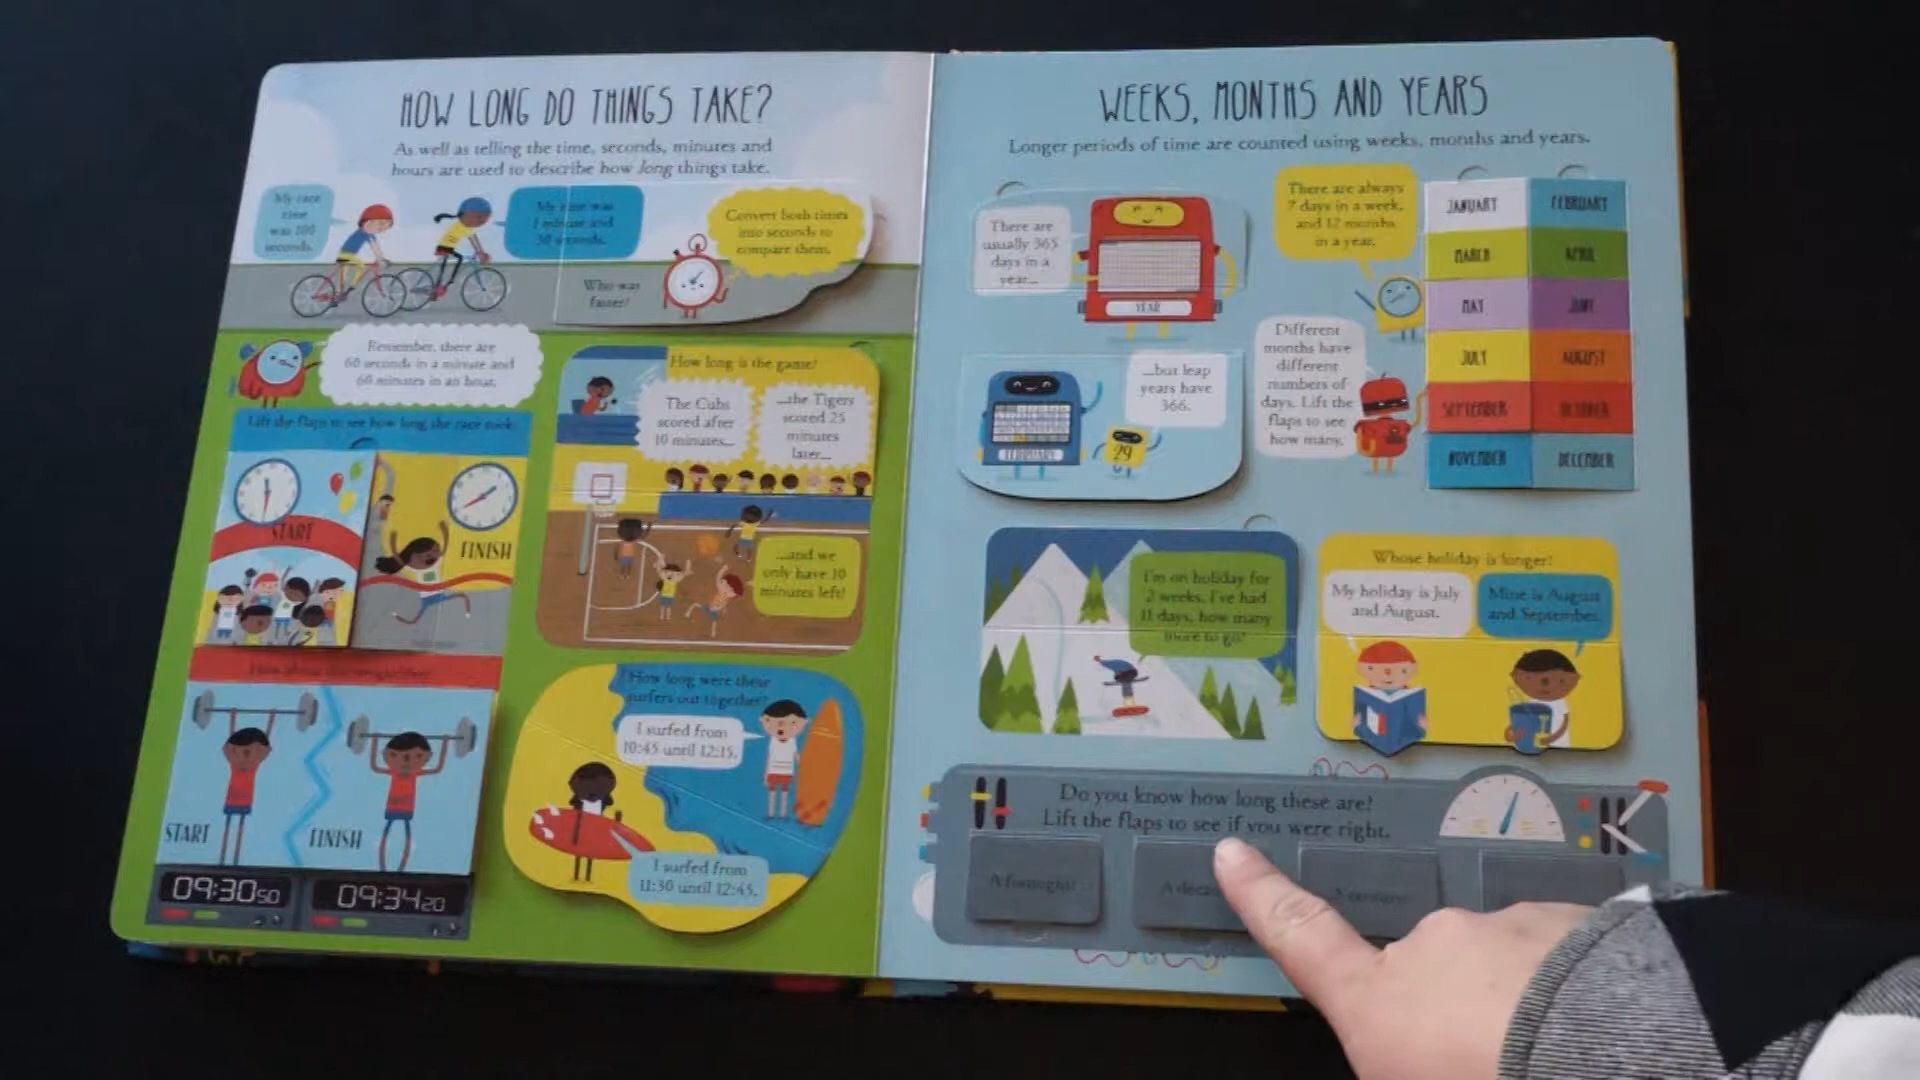 HOW LONG DO THINGS TAKE?
As well as telling the time, seconds, minutes and
hours are used to describe how long things take.
My race
time
was 100
seconds.
My time was
1 minute and
30 seconds.
Convert both times
into seconds to
compare them.
Who was
faster?
Remember, there are
60 seconds in a minute and
60 minutes in an hour.
Lift the flaps to see how long the race took.
START
FINISH
How about the weightlifter?
START
FINISH
09:30 50
09:34 20
How long is the game?
The Cubs
scored after
10 minutes...
...the Tigers
scored 25
minutes
later...
...and we
only have 10
minutes left!
How long were these
surfers out together?
I surfed from
10:45 until 12:15.
I surfed from
11:30 until 12:45.
WEEKS, MONTHS AND YEARS
Longer periods of time are counted using weeks, months and years.
There are
usually 365
days in a
year...
YEAR
...but leap
years have
366.
FEBRUARY
29
There are always
7 days in a week,
and 12 months
in a year.
Different
months have
different
numbers of
days. Lift the
flaps to see
how many.
JANUARY FEBRUARY
MARCH APRIL
MAY JUNE
JULY AUGUST
SEPTEMBER OCTOBER
NOVEMBER DECEMBER
I'm on holiday for
2 weeks. I've had
11 days, how many
more to go?
Whose holiday is longer?
My holiday is July
and August.
Mine is August
and September.
Do you know how long these are?
Lift the flaps to see if you were right.
A fortnight
A century